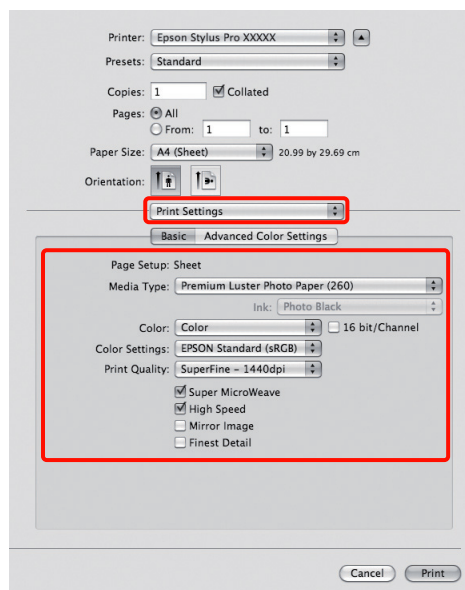 Printer: Epson Stylus Pro XXXXX
Presets: Standard
Copies: 1 Collated
Pages: All
From: 1 to: 1
Paper Size: A4 (Sheet) 20.99 by 29.69 cm
Orientation:
Print Settings
Basic Advanced Color Settings
Page Setup: Sheet
Media Type: Premium Luster Photo Paper (260)
Ink: Photo Black
Color: Color 16 bit/Channel
Color Settings: EPSON Standard (sRGB)
Print Quality: SuperFine – 1440dpi
Super MicroWeave
High Speed
Mirror Image
Finest Detail
Cancel Print